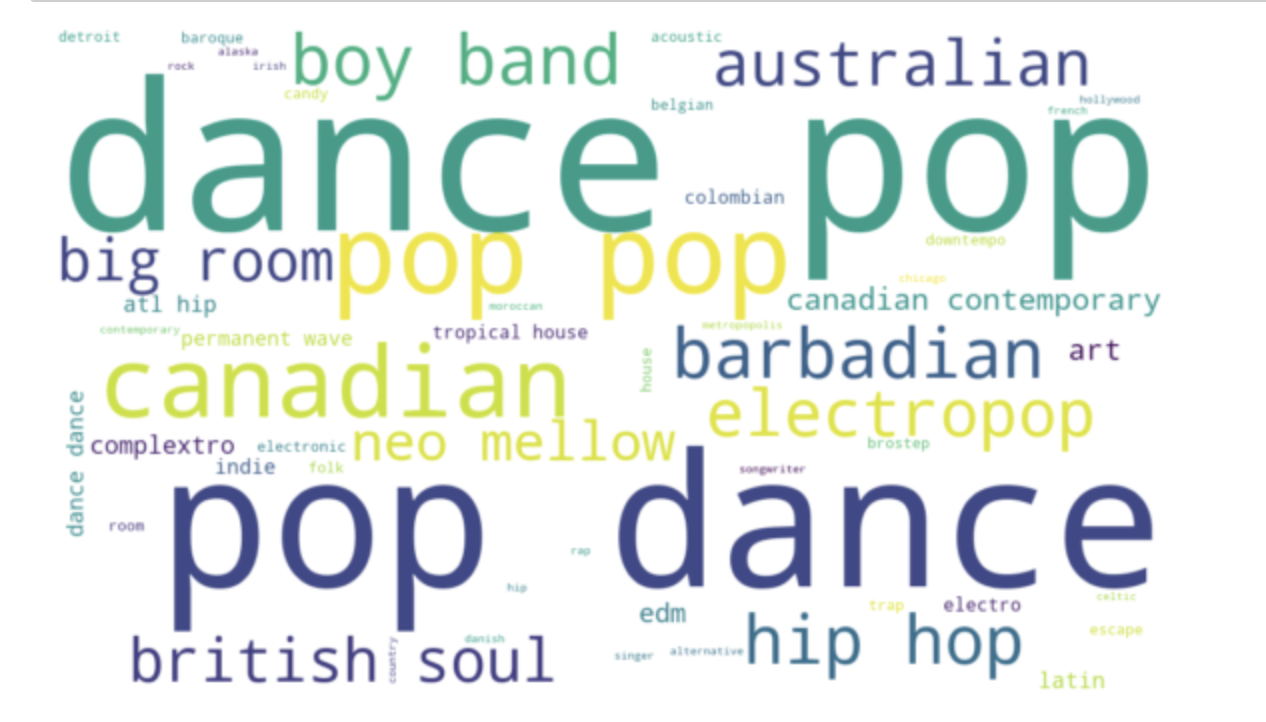 detroit
baroque
alaska
rock
irish
boy band
acoustic
australian
candy
belgian
hollywood
french
dance pop
colombian
big room
pop pop
downtempo
chicago
atl hip
moroccan
canadian contemporary
contemporary
permanent wave
tropical house
metropopolis
barbadian
art
canadian
house
electropop
dance dance
complextro
electronic
neo mellow
brostep
indie
folk
songwriter
pop dance
room
rap
hip
edm
trap
electro
celtic
hip hop
escape
british soul
country
danish
singer
alternative
latin